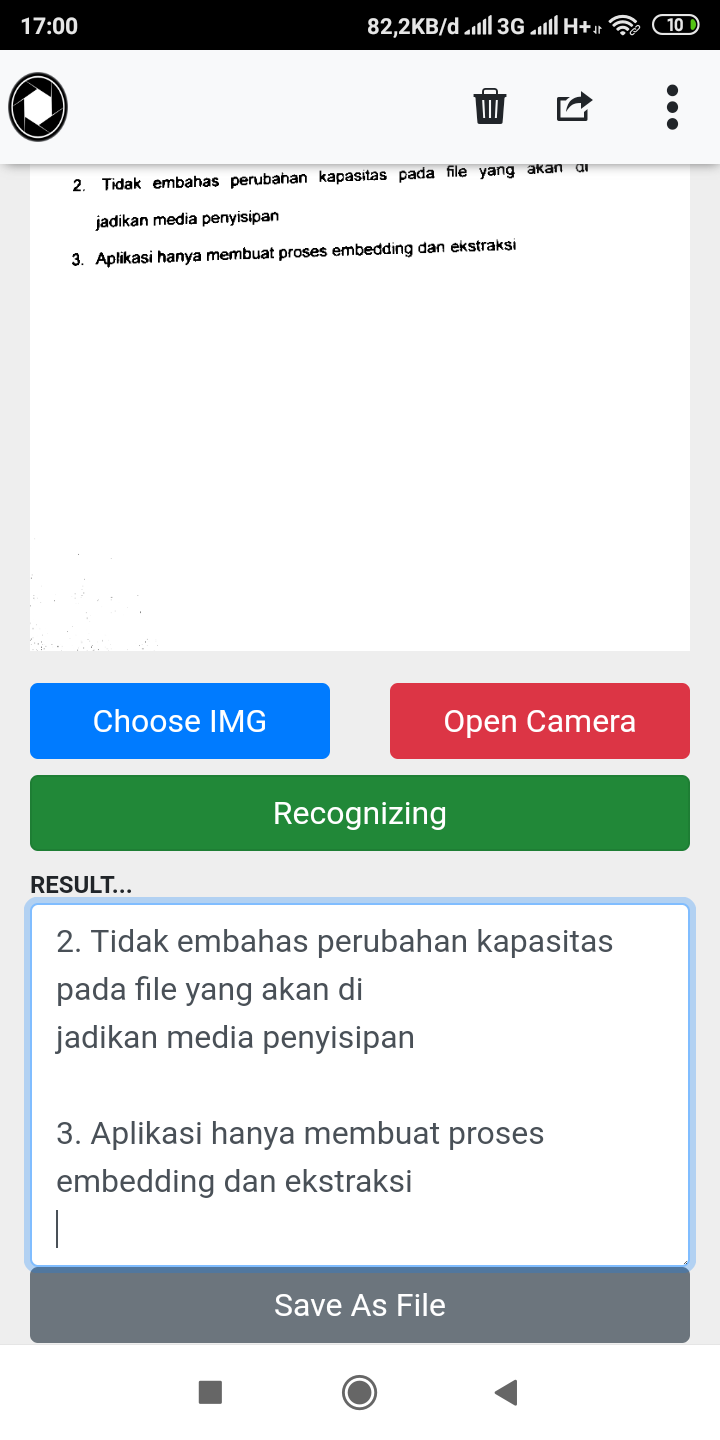 17:00 82,2KB/d 3G H+ 10
2. Tidak embahas perubahan kapasitas pada file yang akan di
jadikan media penyisipan
3. Aplikasi hanya membuat proses embedding dan ekstraksi
Choose IMG Open Camera
Recognizing
RESULT...
2. Tidak embahas perubahan kapasitas
pada file yang akan di
jadikan media penyisipan
3. Aplikasi hanya membuat proses
embedding dan ekstraksi
Save As File